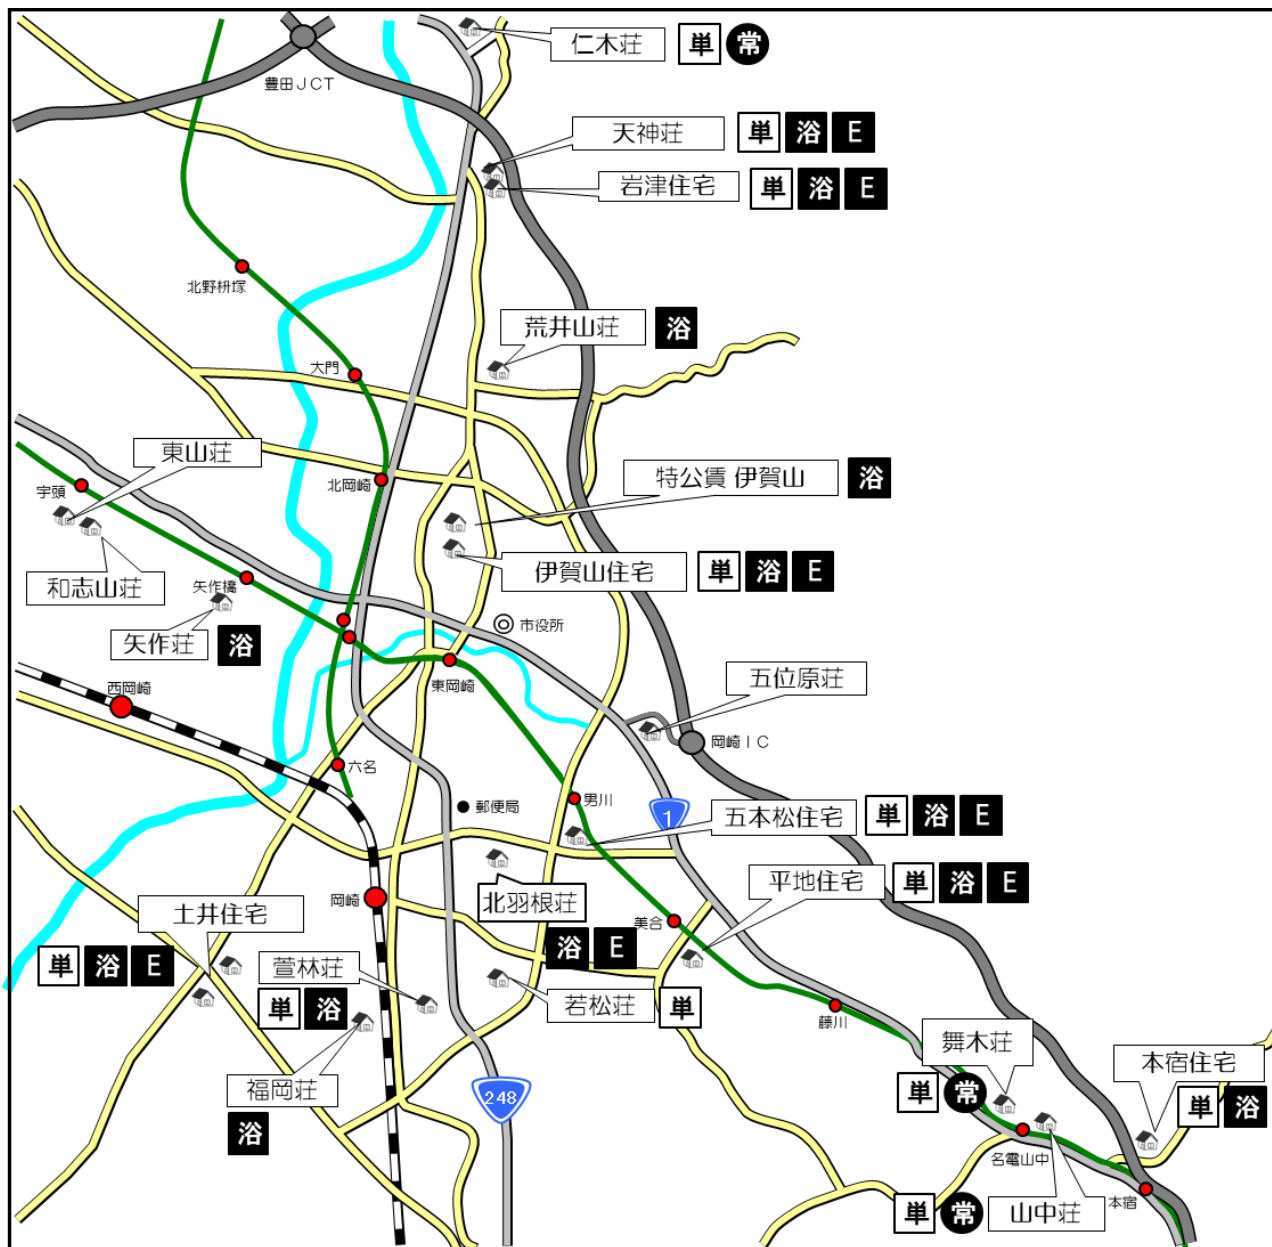 仁木荘 単 常
豊田JCT
天神荘 単 浴 E
岩津住宅 単 浴 E
北野枡塚
荒井山荘 浴
大門
東山荘
特公賃 伊賀山 浴
宇頭
北岡崎
和志山荘
矢作橋
伊賀山住宅 単 浴 E
矢作荘 浴
市役所
西岡崎
東岡崎
五位原荘
岡崎IC
六名
郵便局
男川
1
五本松住宅 単 浴 E
平地住宅 単 浴 E
岡崎
北羽根荘
浴 E
美合
土井住宅
単 浴 E
萱林荘
単 浴
若松荘 単
藤川
舞木荘
単 常
本宿住宅
単 浴
福岡荘
浴
248
名電山中
単 常 山中荘
本宿